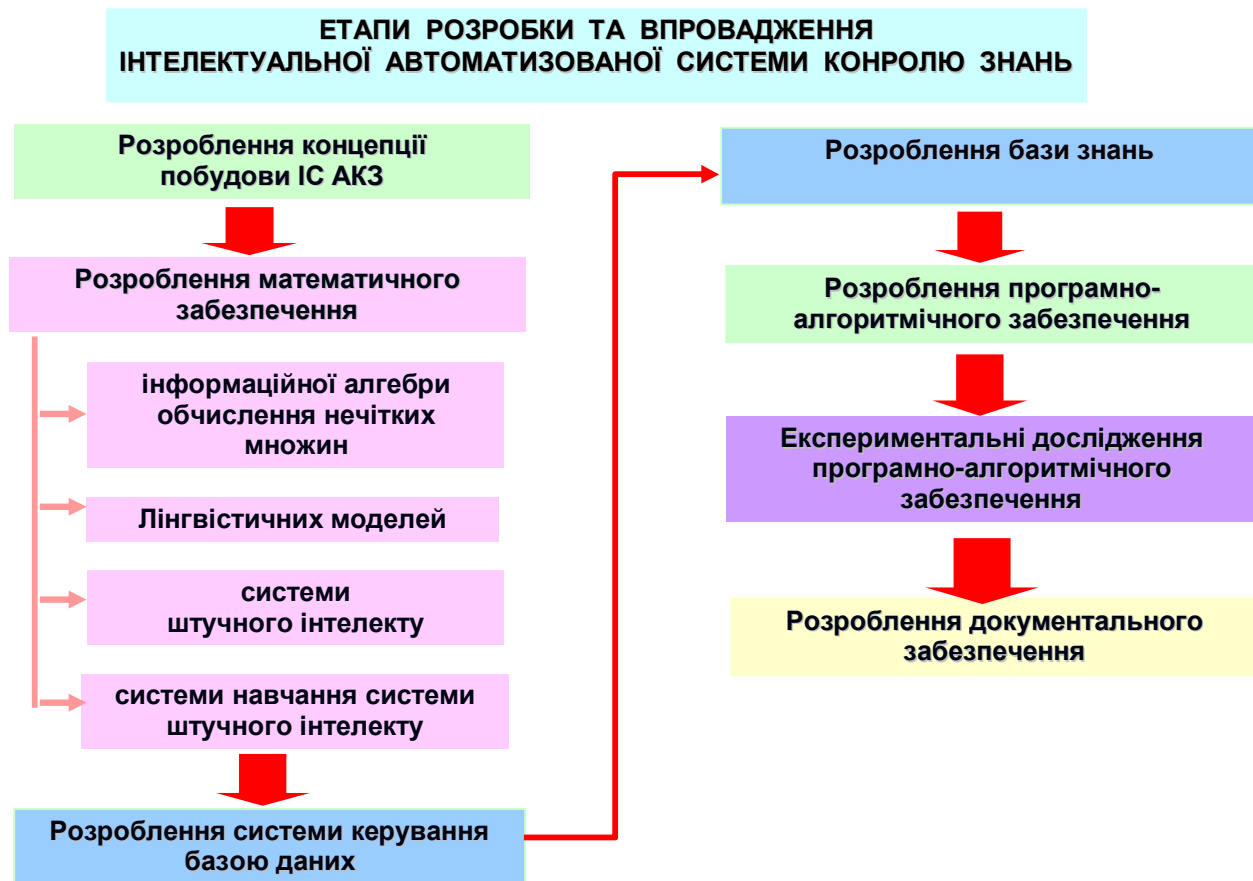 ЕТАПИ РОЗРОБКИ ТА ВПРОВАДЖЕННЯ
ІНТЕЛЕКТУАЛЬНОЇ АВТОМАТИЗОВАНОЇ СИСТЕМИ КОНРОЛЮ ЗНАНЬ
Розроблення концепції
побудови ІС АКЗ
Розроблення математичного
забезпечення
інформаційної алгебри
обчислення нечітких
множин
Лінгвістичних моделей
системи
штучного інтелекту
системи навчання системи
штучного інтелекту
Розроблення системи керування
базою даних
Розроблення бази знань
Розроблення програмно-
алгоритмічного забезпечення
Експериментальні дослідження
програмно-алгоритмічного
забезпечення
Розроблення документального
забезпечення